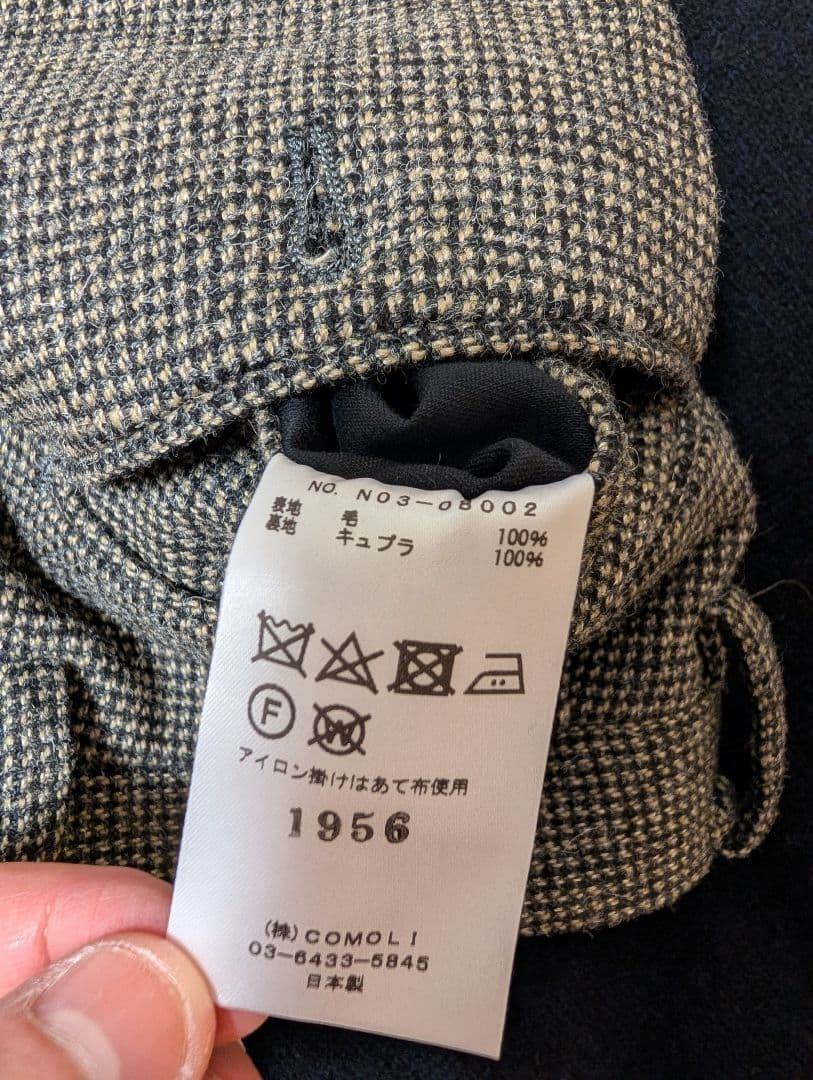 NO. N03-08002
表地 毛 100%
裏地 キュプラ 100%
F W
アイロン掛けはあて布使用
1956
(株)COMOLI
03-6433-5845
日本製